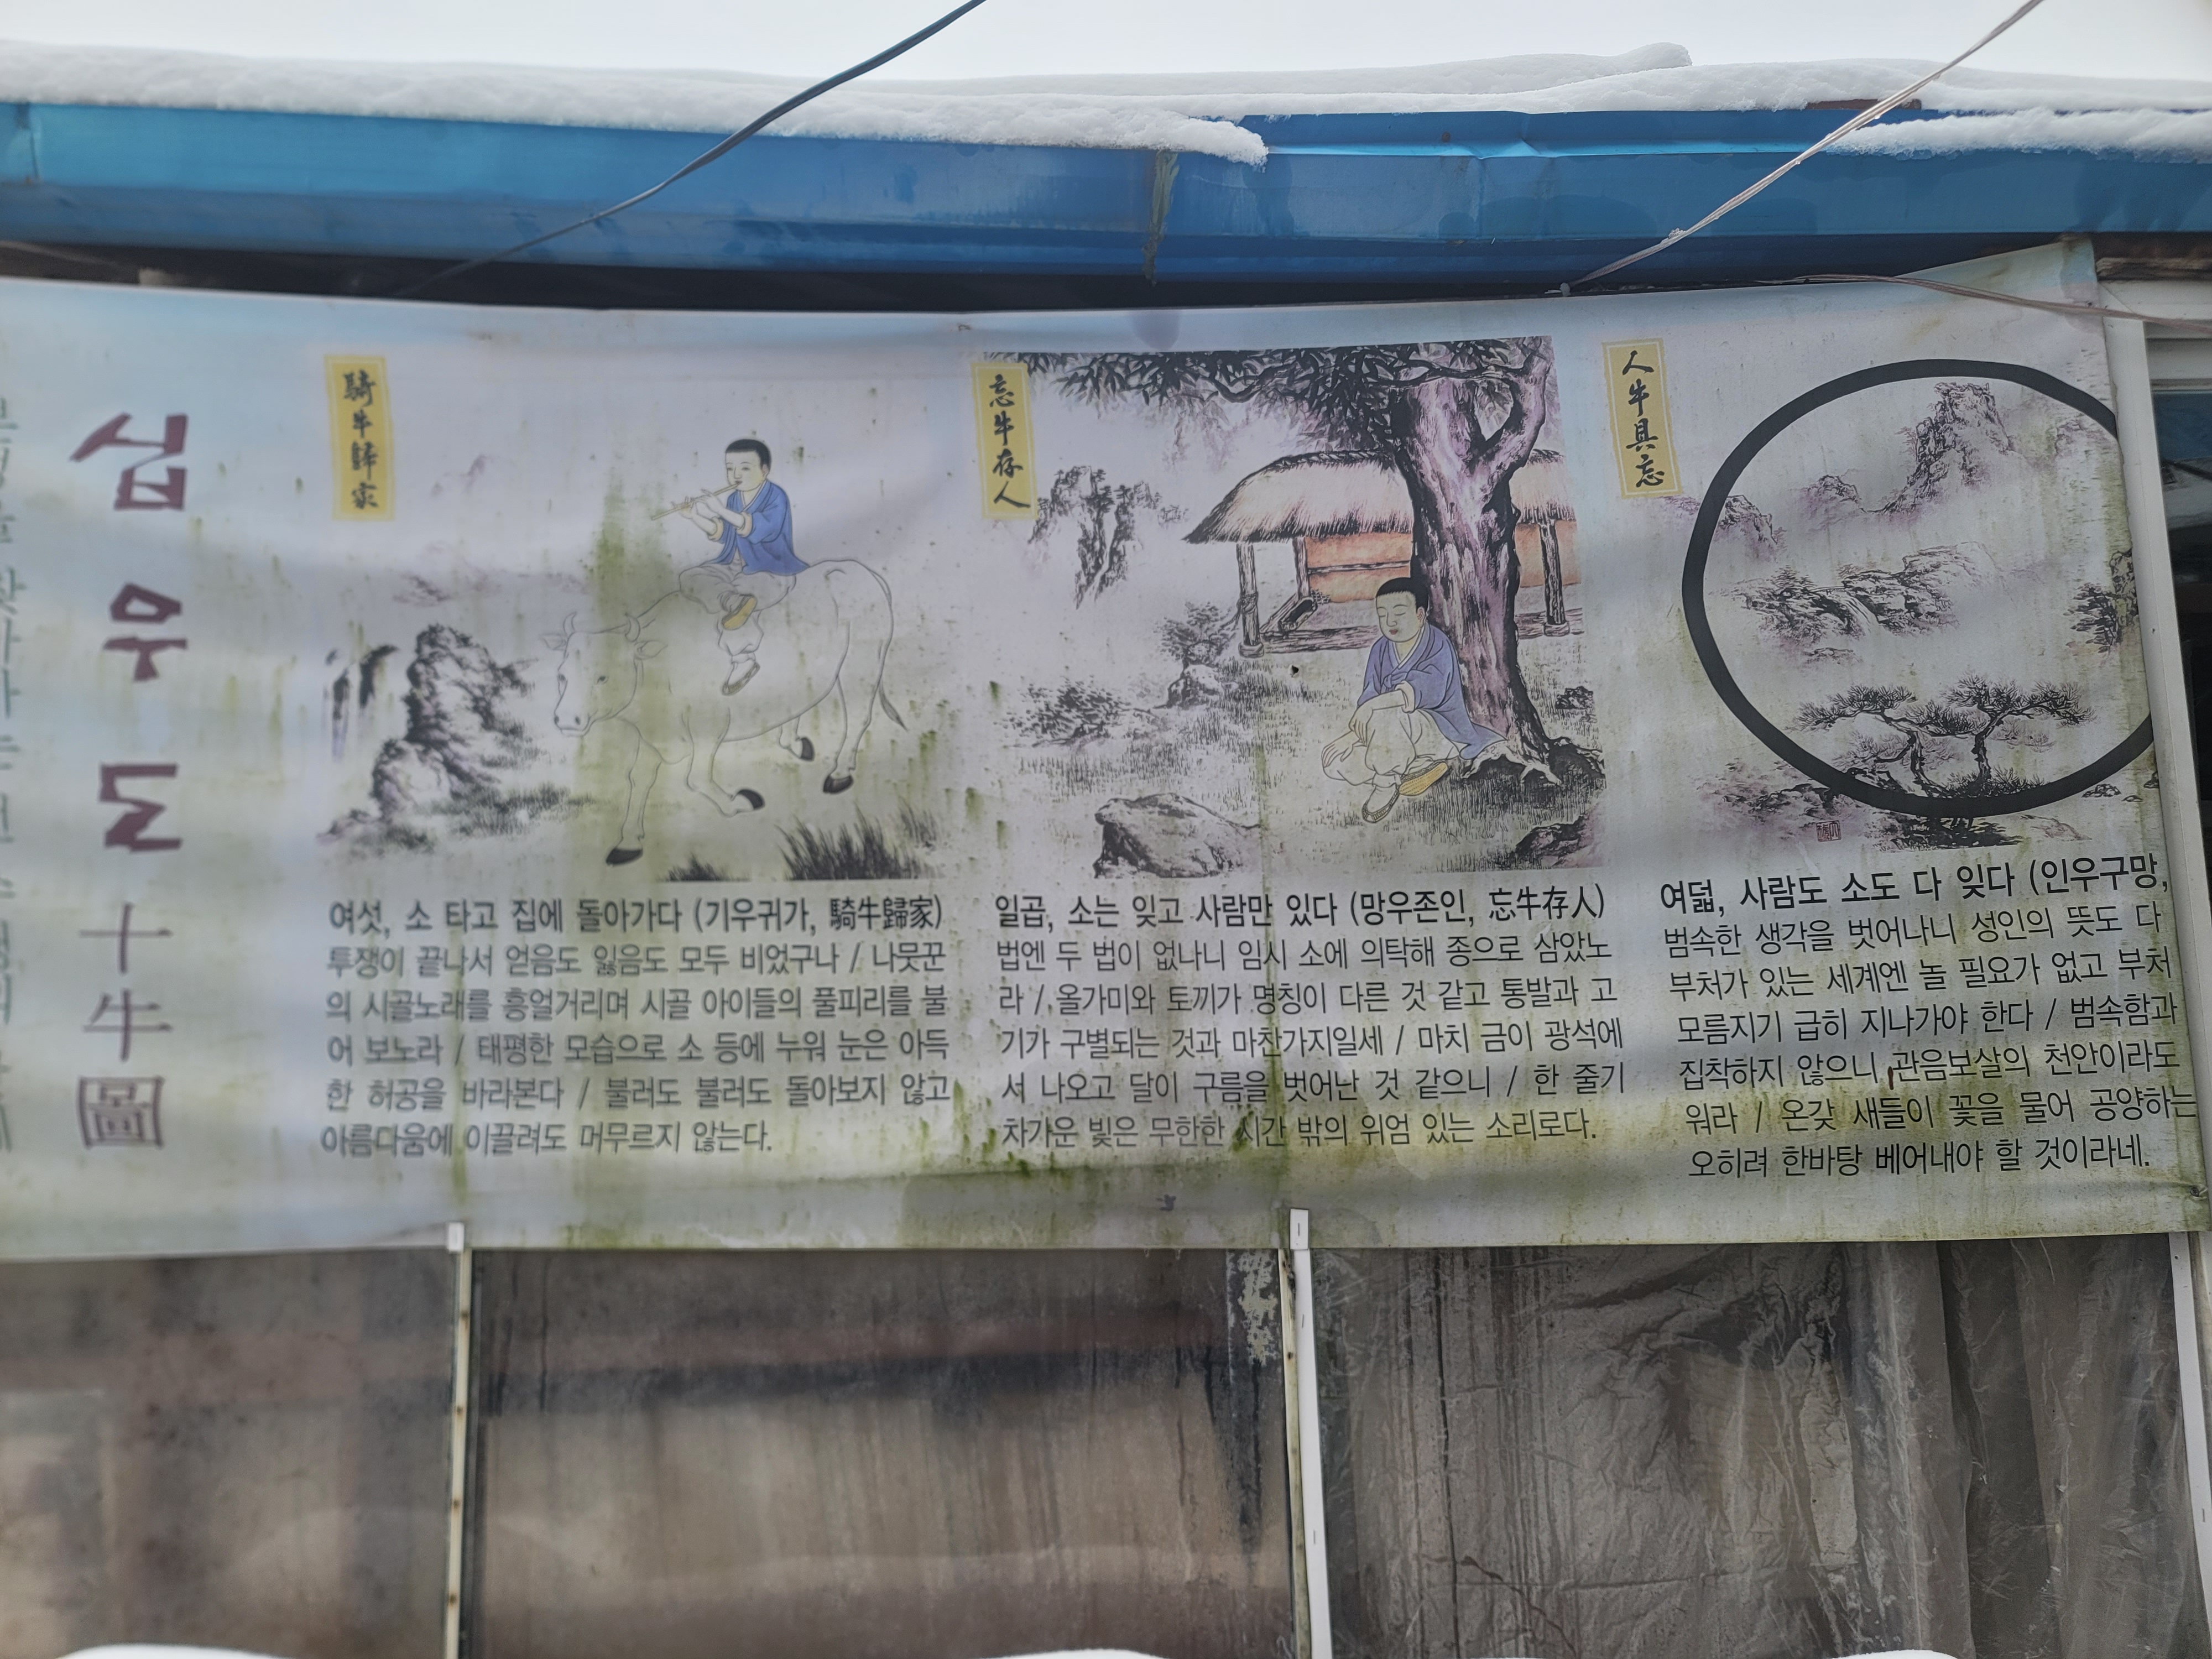 십우도
十牛圖
騎牛歸家
여섯, 소 타고 집에 돌아가다 (기우귀가, 騎牛歸家)
투쟁이 끝나서 얻음도 잃음도 모두 비었구나 / 나뭇꾼
의 시골노래를 흥얼거리며 시골 아이들의 풀피리를 불
어 보노라 / 태평한 모습으로 소 등에 누워 눈은 아득
한 허공을 바라본다 / 불러도 불러도 돌아보지 않고
아름다움에 이끌려도 머무르지 않는다.
忘牛存人
일곱, 소는 잊고 사람만 있다 (망우존인, 忘牛存人)
법엔 두 법이 없나니 임시 소에 의탁해 종으로 삼았노
라 / 올가미와 토끼가 명칭이 다른 것 같고 통발과 고
기가 구별되는 것과 마찬가지일세 / 마치 금이 광석에
서 나오고 달이 구름을 벗어난 것 같으니 / 한 줄기
차가운 빛은 무한한 시간 밖의 위엄 있는 소리로다.
人牛具忘
여덟, 사람도 소도 다 잊다 (인우구망,
범속한 생각을 벗어나니 성인의 뜻도 다
부처가 있는 세계엔 놀 필요가 없고 부처
모름지기 급히 지나가야 한다 / 범속함과
집착하지 않으니 관음보살의 천안이라도
워라 / 온갖 새들이 꽃을 물어 공양하는
오히려 한바탕 베어내야 할 것이라네.